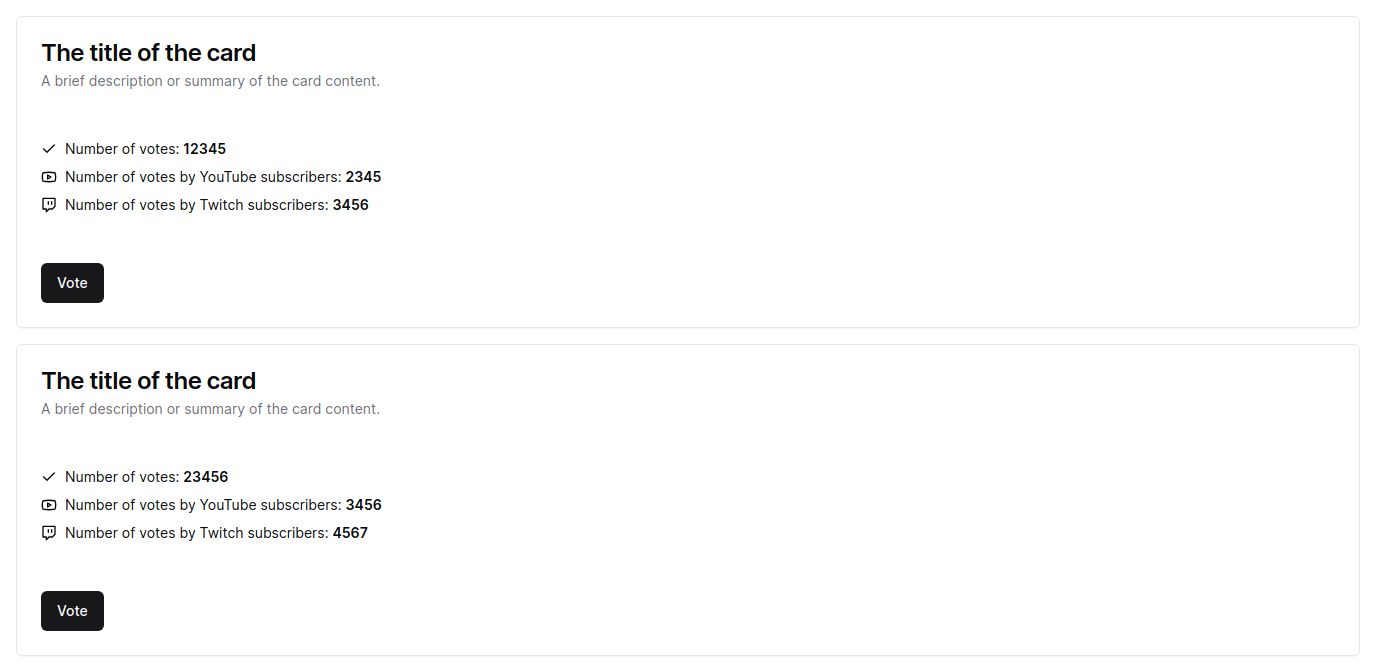 The title of the card
A brief description or summary of the card content.
Number of votes: 12345
Number of votes by YouTube subscribers: 2345
Number of votes by Twitch subscribers: 3456
Vote
The title of the card
A brief description or summary of the card content.
Number of votes: 23456
Number of votes by YouTube subscribers: 3456
Number of votes by Twitch subscribers: 4567
Vote